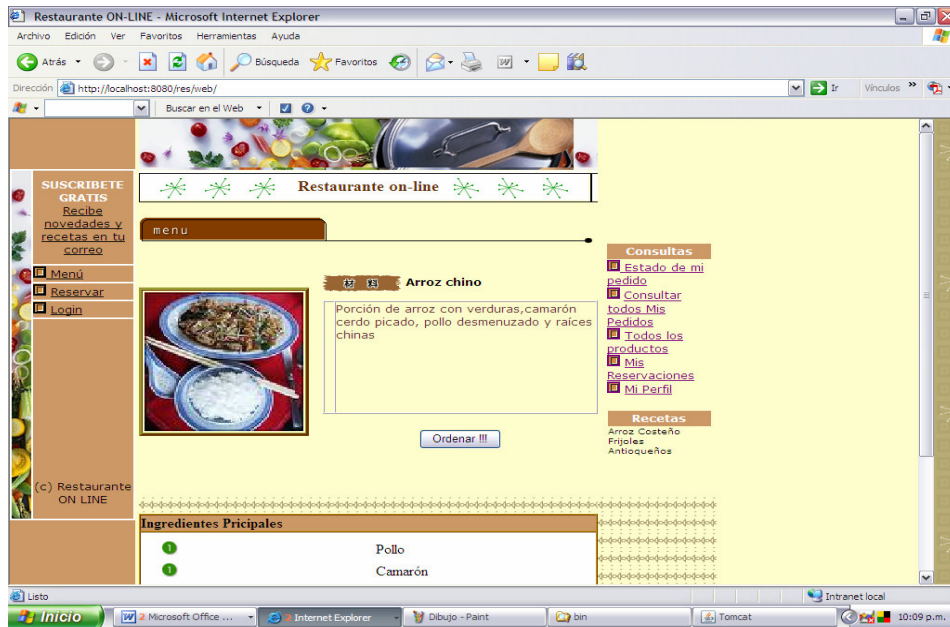 Restaurante ON-LINE - Microsoft Internet Explorer
Archivo Edición Ver Favoritos Herramientas Ayuda
Atrás Búsqueda Favoritos
Dirección http://localhost:8080/res/web/ Ir Vínculos »
Buscar en el Web
SUSCRIBETE
GRATIS
Recibe
novedades y
recetas en tu
correo
Menú
Reservar
Login
(c) Restaurante
ON LINE
Restaurante on-line
menu
Arroz chino
Porción de arroz con verduras,camarón
cerdo picado, pollo desmenuzado y raíces
chinas
Ordenar !!!
Ingredientes Pricipales
1 Pollo
1 Camarón
Consultas
Estado de mi
pedido
Consultar
todos Mis
Pedidos
Todos los
productos
Mis
Reservaciones
Mi Perfil
Recetas
Arroz Costeño
Frijoles
Antioqueños
Listo Intranet local
Inicio 2 Microsoft Office ... 2 Internet Explorer Dibujo - Paint bin Tomcat 10:09 p.m.